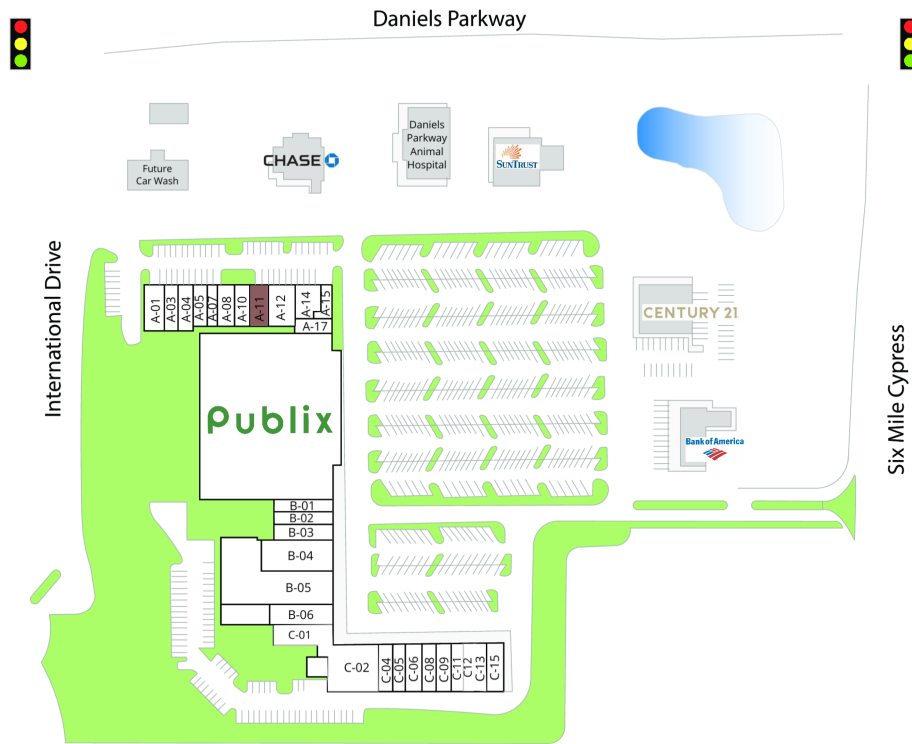 Daniels Parkway
Daniels
Parkway
Animal
Hospital
CHASE
SUNTRUST
Future
Car Wash
International Drive
A-01
A-03
A-04
A-05
A-07
A-08
A-10
A-11
A-12
A-14
A-15
A-17
CENTURY 21
Six Mile Cypress
Publix
Bank of America
B-01
B-02
B-03
B-04
B-05
B-06
C-01
C-02
C-04
C-05
C-06
C-08
C-09
C-11
C12
C-13
C-15